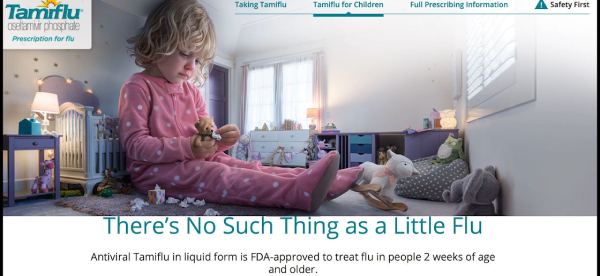 Tamiflu
oseltamivir phosphate
Prescription for flu
Taking Tamiflu
Tamiflu for Children
Full Prescribing Information
Safety First
There's No Such Thing as a Little Flu
Antiviral Tamiflu in liquid form is FDA-approved to treat flu in people 2 weeks of age
and older.